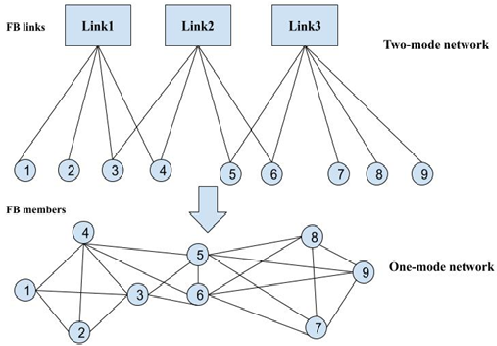 FB links
Link1
Link2
Link3
Two-mode network
1
2
3
4
5
6
7
8
9
FB members
4
8
5
9
One-mode network
1
3
6
2
7